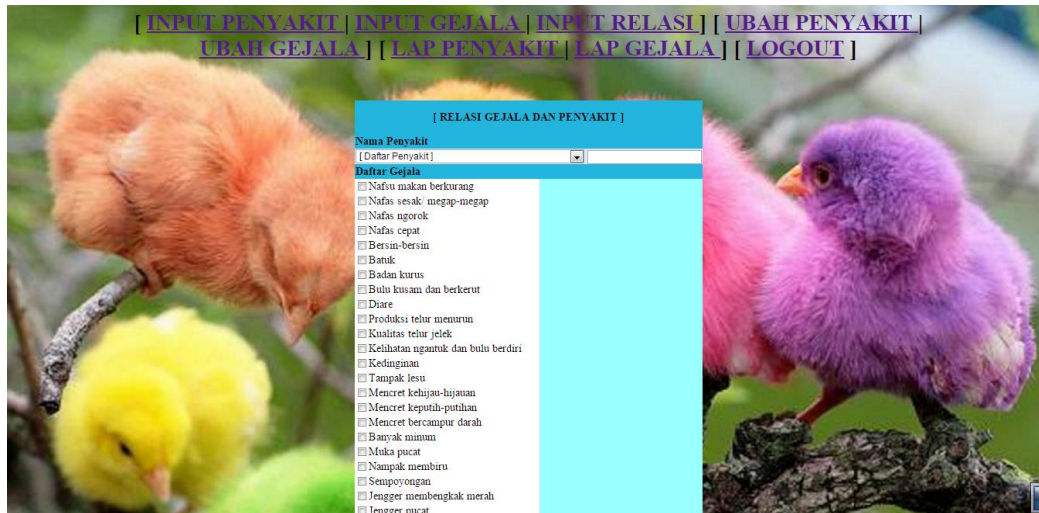 [ INPUT PENYAKIT | INPUT GEJALA | INPUT RELASI ] [ UBAH PENYAKIT |
UBAH GEJALA ] [ LAP PENYAKIT | LAP GEJALA ] [ LOGOUT ]
[ RELASI GEJALA DAN PENYAKIT ]
Nama Penyakit
[ Daftar Penyakit ]
Daftar Gejala
Nafsu makan berkurang
Nafas sesak/ megap-megap
Nafas ngorok
Nafas cepat
Bersin-bersin
Batuk
Badan kurus
Bulu kusam dan berkerut
Diare
Produksi telur menurun
Kualitas telur jelek
Kelihatan ngantuk dan bulu berdiri
Kedinginan
Tampak lesu
Mencret kehijau-hijauan
Mencret keputih-putihan
Mencret bercampur darah
Banyak minum
Muka pucat
Nampak membiru
Sempoyongan
Jengger membengkak merah
Jengger pucat